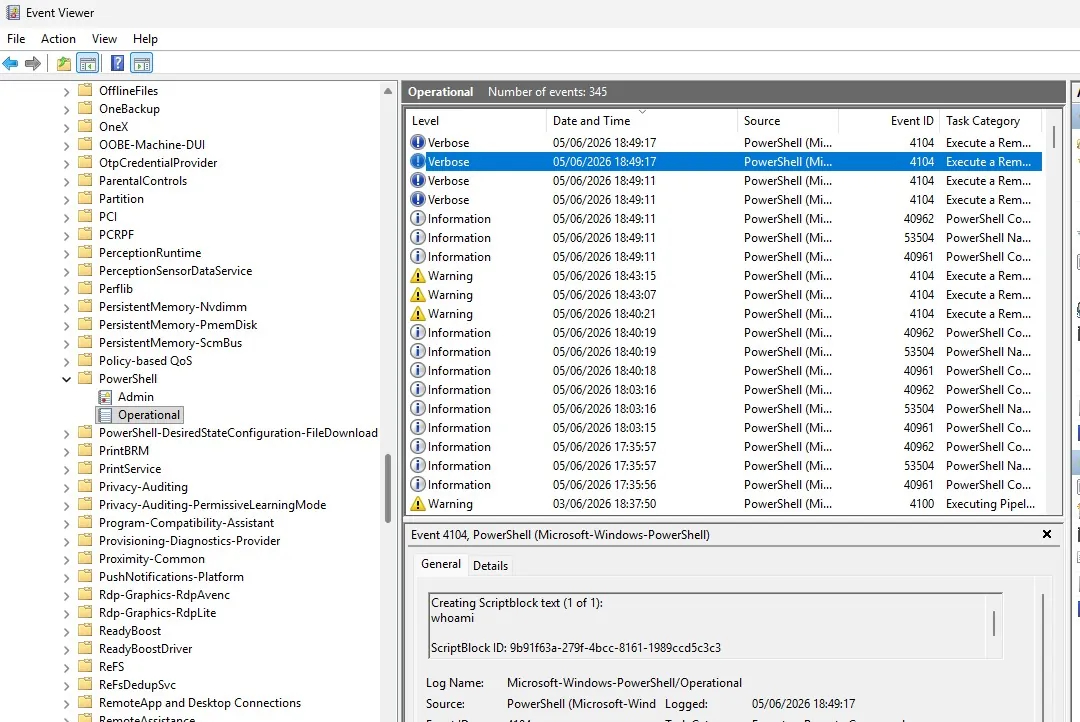 Event Viewer
File Action View Help
OfflineFiles
OneBackup
OneX
OOBE-Machine-DUI
OtpCredentialProvider
ParentalControls
Partition
PCI
PCRPF
PerceptionRuntime
PerceptionSensorDataService
Perflib
PersistentMemory-Nvdimm
PersistentMemory-PmemDisk
PersistentMemory-ScmBus
Policy-based QoS
PowerShell
Admin
Operational
PowerShell-DesiredStateConfiguration-FileDownload
PrintBRM
PrintService
Privacy-Auditing
Privacy-Auditing-PermissiveLearningMode
Program-Compatibility-Assistant
Provisioning-Diagnostics-Provider
Proximity-Common
PushNotifications-Platform
Rdp-Graphics-RdpAvenc
Rdp-Graphics-RdpLite
ReadyBoost
ReadyBoostDriver
ReFS
ReFsDedupSvc
RemoteApp and Desktop Connections
RemoteAssistance
Operational Number of events: 345
Level Date and Time Source Event ID Task Category
Verbose 05/06/2026 18:49:17 PowerShell (Mi... 4104 Execute a Rem...
Verbose 05/06/2026 18:49:17 PowerShell (Mi... 4104 Execute a Rem...
Verbose 05/06/2026 18:49:11 PowerShell (Mi... 4104 Execute a Rem...
Verbose 05/06/2026 18:49:11 PowerShell (Mi... 4104 Execute a Rem...
Information 05/06/2026 18:49:11 PowerShell (Mi... 40962 PowerShell Co...
Information 05/06/2026 18:49:11 PowerShell (Mi... 53504 PowerShell Na...
Information 05/06/2026 18:49:11 PowerShell (Mi... 40961 PowerShell Co...
Warning 05/06/2026 18:43:15 PowerShell (Mi... 4104 Execute a Rem...
Warning 05/06/2026 18:43:07 PowerShell (Mi... 4104 Execute a Rem...
Warning 05/06/2026 18:40:21 PowerShell (Mi... 4104 Execute a Rem...
Information 05/06/2026 18:40:19 PowerShell (Mi... 40962 PowerShell Co...
Information 05/06/2026 18:40:19 PowerShell (Mi... 53504 PowerShell Na...
Information 05/06/2026 18:40:18 PowerShell (Mi... 40961 PowerShell Co...
Information 05/06/2026 18:03:16 PowerShell (Mi... 40962 PowerShell Co...
Information 05/06/2026 18:03:16 PowerShell (Mi... 53504 PowerShell Na...
Information 05/06/2026 18:03:15 PowerShell (Mi... 40961 PowerShell Co...
Information 05/06/2026 17:35:57 PowerShell (Mi... 40962 PowerShell Co...
Information 05/06/2026 17:35:57 PowerShell (Mi... 53504 PowerShell Na...
Information 05/06/2026 17:35:56 PowerShell (Mi... 40961 PowerShell Co...
Warning 03/06/2026 18:37:50 PowerShell (Mi... 4100 Executing Pipel...
Event 4104, PowerShell (Microsoft-Windows-PowerShell)
General Details
Creating Scriptblock text (1 of 1):
whoami
ScriptBlock ID: 9b91f63a-279f-4bcc-8161-1989ccd5c3c3
Log Name: Microsoft-Windows-PowerShell/Operational
Source: PowerShell (Microsoft-Wind Logged: 05/06/2026 18:49:17